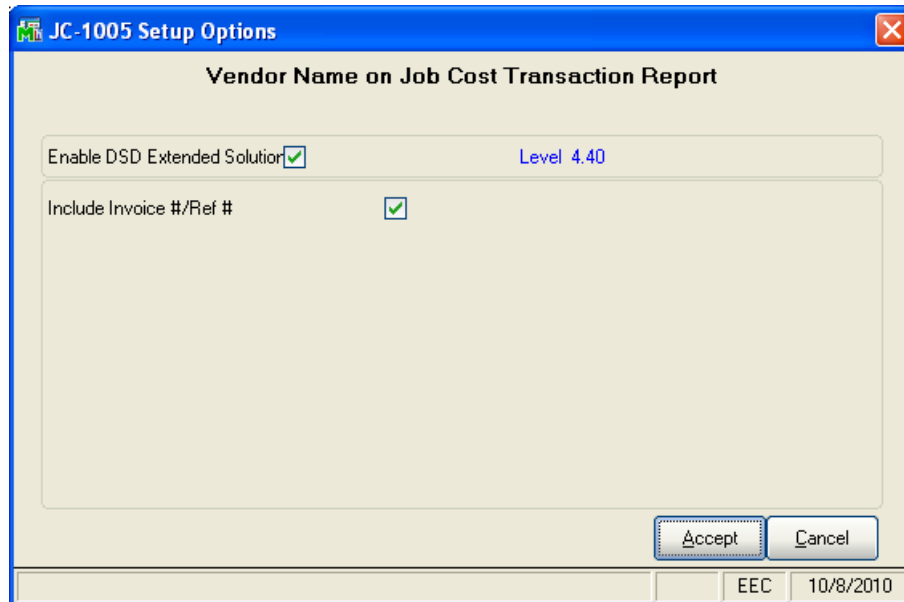 JC-1005 Setup Options
Vendor Name on Job Cost Transaction Report
Enable DSD Extended Solution Level 4.40
Include Invoice #/Ref #
Accept Cancel
EEC 10/8/2010